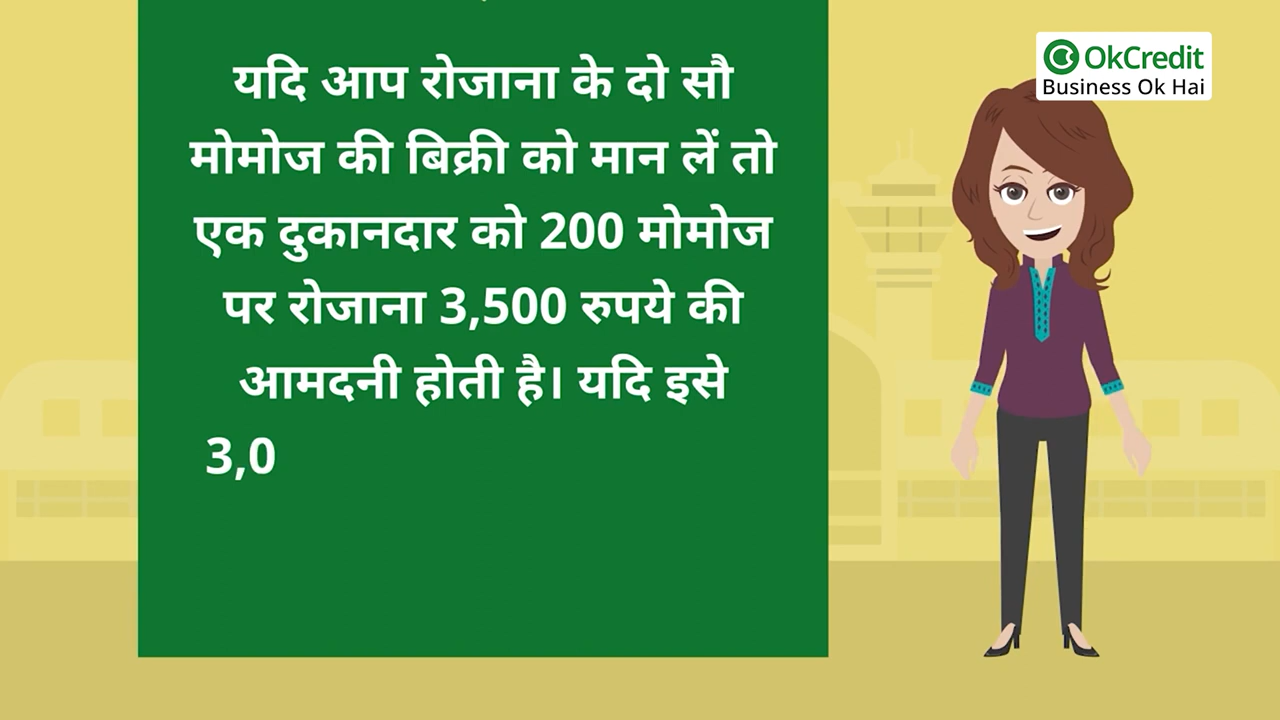 OkCredit
Business Ok Hai
यदि आप रोजाना के दो सौ
मोमोज की बिक्री को मान लें तो
एक दुकानदार को 200 मोमोज
पर रोजाना 3,500 रुपये की
आमदनी होती है। यदि इसे
3,0